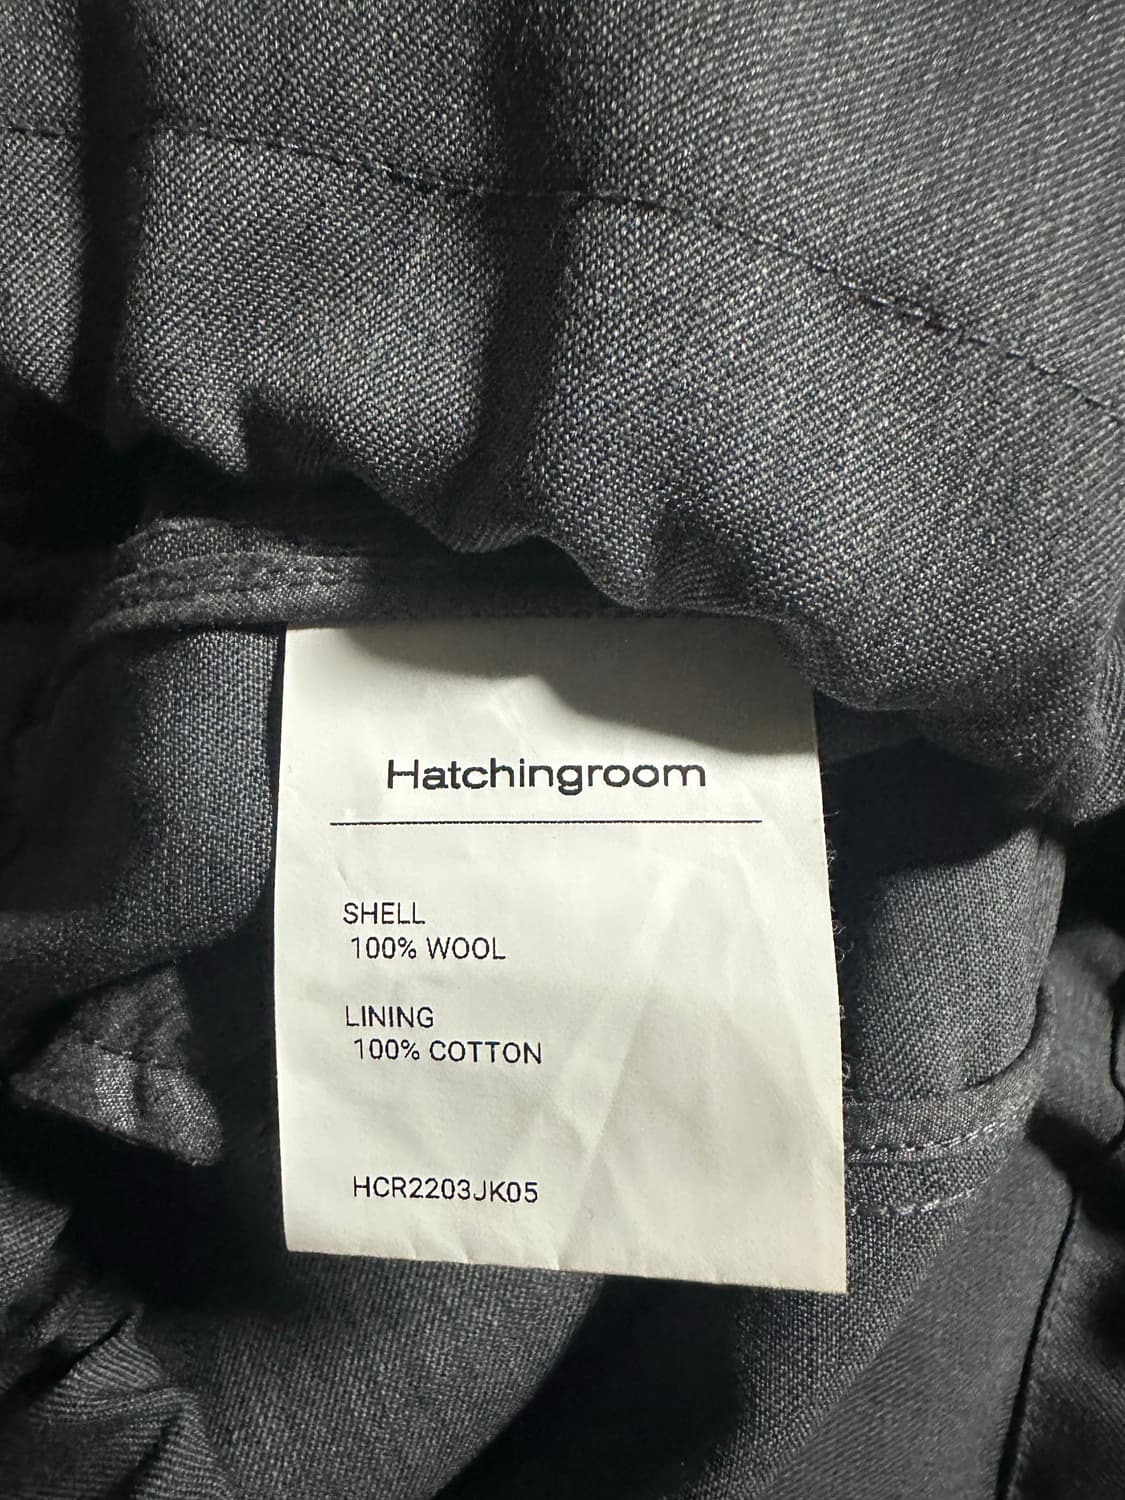 Hatchingroom
SHELL
100% WOOL
LINING
100% COTTON
HCR2203JK05